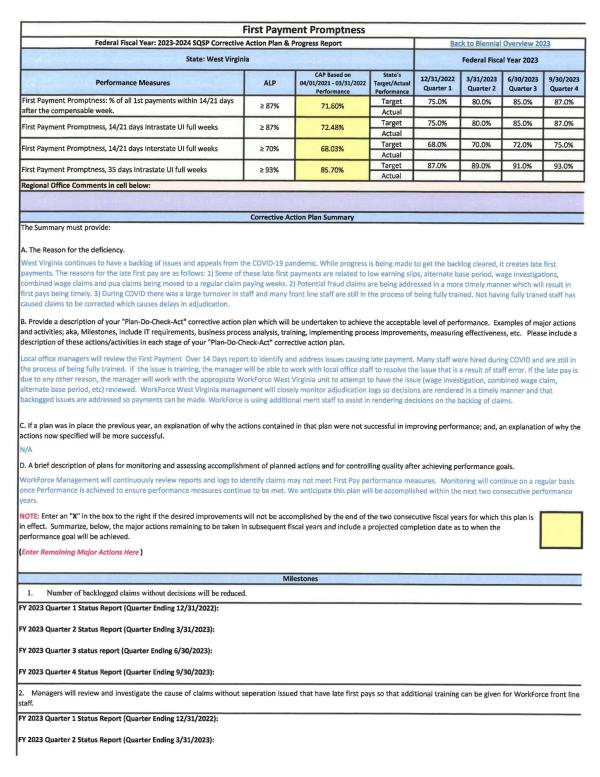 First Payment Promptness
Federal Fiscal Year: 2023-2024 SQSP Corrective Action Plan & Progress Report
Back to Biennial Overview 2023
State: West Virginia
Federal Fiscal Year 2023
Performance Measures
ALP
CAP Based on 04/01/2021 - 03/31/2022 Performance
State's Target/Actual Performance
12/31/2022 Quarter 1
3/31/2023 Quarter 2
6/30/2023 Quarter 3
9/30/2023 Quarter 4
First Payment Promptness: % of all 1st payments within 14/21 days after the compensable week.
≥ 87%
71.60%
Target
75.0%
80.0%
85.0%
87.0%
Actual
First Payment Promptness, 14/21 days Intrastate UI full weeks
≥ 87%
72.48%
Target
75.0%
80.0%
85.0%
87.0%
Actual
First Payment Promptness, 14/21 days Interstate UI full weeks
≥ 70%
68.03%
Target
68.0%
70.0%
72.0%
75.0%
Actual
First Payment Promptness, 35 days Intrastate UI full weeks
≥ 93%
85.70%
Target
87.0%
89.0%
91.0%
93.0%
Actual
Regional Office Comments in cell below:
Corrective Action Plan Summary
The Summary must provide:
A. The Reason for the deficiency.
West Virginia continues to have a backlog of issues and appeals from the COVID-19 pandemic. While progress is being made to get the backlog cleared, it creates late first
payments. The reasons for the late first pay are as follows: 1) Some of these late first payments are related to low earning slips, alternate base period, wage investigations,
combined wage claims and pua claims being moved to a regular claim paying weeks. 2) Potential fraud claims are being addressed in a more timely manner which will result in
first pays being timely. 3) During COVID there was a large turnover in staff and many front line staff are still in the process of being fully trained. Not having fully traned staff has
caused claims to be corrected which causes delays in adjudication.
B. Provide a description of your "Plan-Do-Check-Act" corrective action plan which will be undertaken to achieve the acceptable level of performance. Examples of major actions
and activities; aka, Milestones, include IT requirements, business process analysis, training, implementing process improvements, measuring effectiveness, etc. Please include a
description of these actions/activities in each stage of your "Plan-Do-Check-Act" corrective action plan.
Local office managers will review the First Payment Over 14 Days report to identify and address issues causing late payment. Many staff were hired during COVID and are still in
the process of being fully trained. If the issue is training, the manager will be able to work with local office staff to resolve the issue that is a result of staff error. If the late pay is
due to any other reason, the manager will work with the appropiate WorkForce West Virginia unit to attempt to have the issue (wage investigation, combined wage claim,
alternate base period, etc) reviewed. WorkForce West Virginia management will closely monitor adjudication logs so decisions are rendered in a timely manner and that
backlogged issues are addressed so payments can be made. WorkForce is using additional merit staff to assist in rendering decisions on the backlog of claims.
C. If a plan was in place the previous year, an explanation of why the actions contained in that plan were not successful in improving performance; and, an explanation of why the
actions now specified will be more successful.
N/A
D. A brief description of plans for monitoring and assessing accomplishment of planned actions and for controlling quality after achieving performance goals.
WorkForce Management will continuously review reports and logs to identify claims may not meet First Pay performance measures. Monitoring will continue on a regular basis
once Performance is achieved to ensure performance measures continue to be met. We anticipate this plan will be accomplished within the next two consecutive performance
years.
NOTE: Enter an "X" in the box to the right if the desired improvements will not be accomplished by the end of the two consecutive fiscal years for which this plan is
in effect. Summarize, below, the major actions remaining to be taken in subsequent fiscal years and include a projected completion date as to when the
performance goal will be achieved.
(Enter Remaining Major Actions Here)
Milestones
1. Number of backlogged claims without decisions will be reduced.
FY 2023 Quarter 1 Status Report (Quarter Ending 12/31/2022):
FY 2023 Quarter 2 Status Report (Quarter Ending 3/31/2023):
FY 2023 Quarter 3 status report (Quarter Ending 6/30/2023):
FY 2023 Quarter 4 Status Report (Quarter Ending 9/30/2023):
2. Managers will review and investigate the cause of claims without seperation issued that have late first pays so that additional training can be given for WorkForce front line
staff.
FY 2023 Quarter 1 Status Report (Quarter Ending 12/31/2022):
FY 2023 Quarter 2 Status Report (Quarter Ending 3/31/2023):